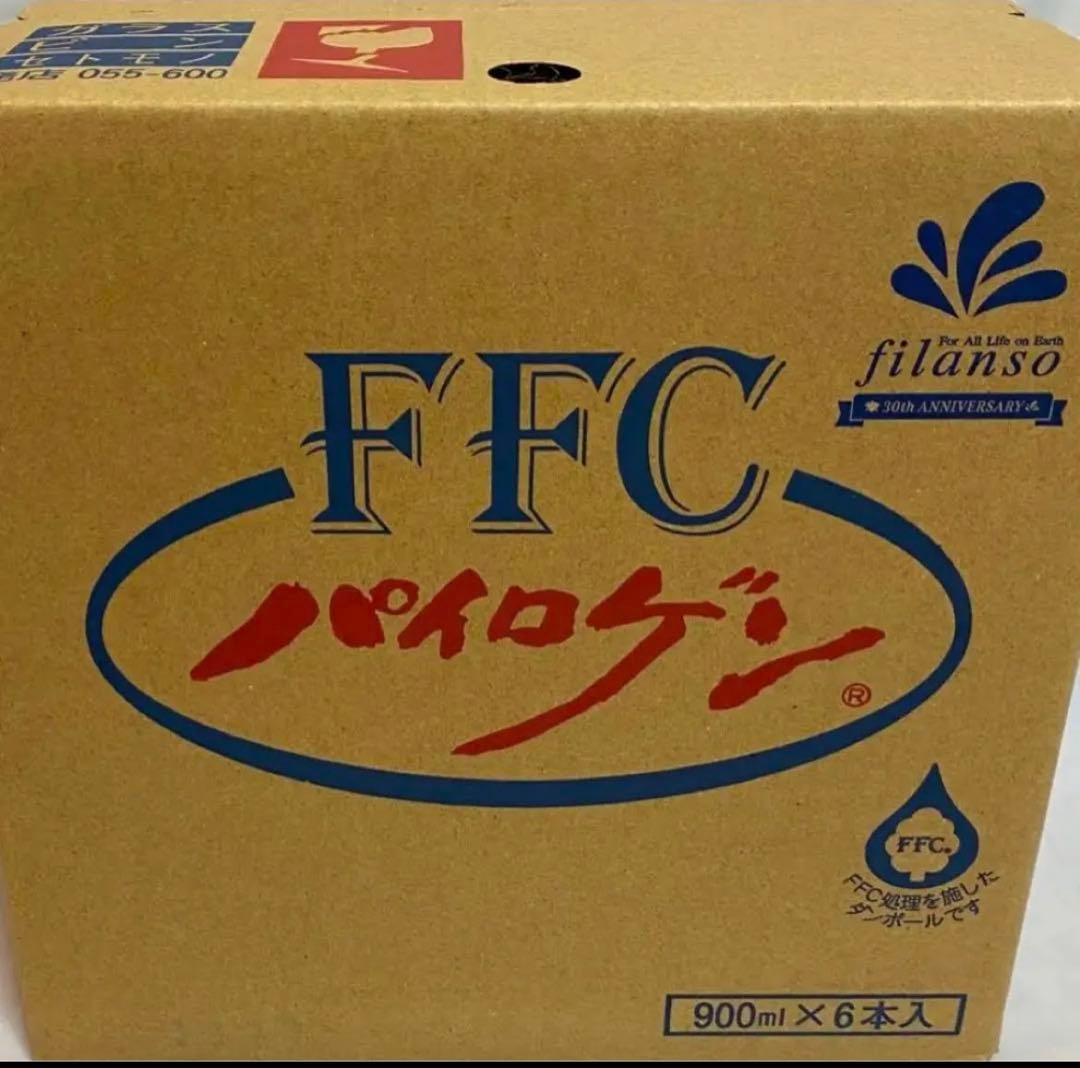 ガラス
ビン
セトモノ
店 055-600
For All Life on Earth
filanso
30th ANNIVERSARY
FFC
パイロゲン®
FFC®
FFC処理を施した
ダンボールです
900ml×6本入